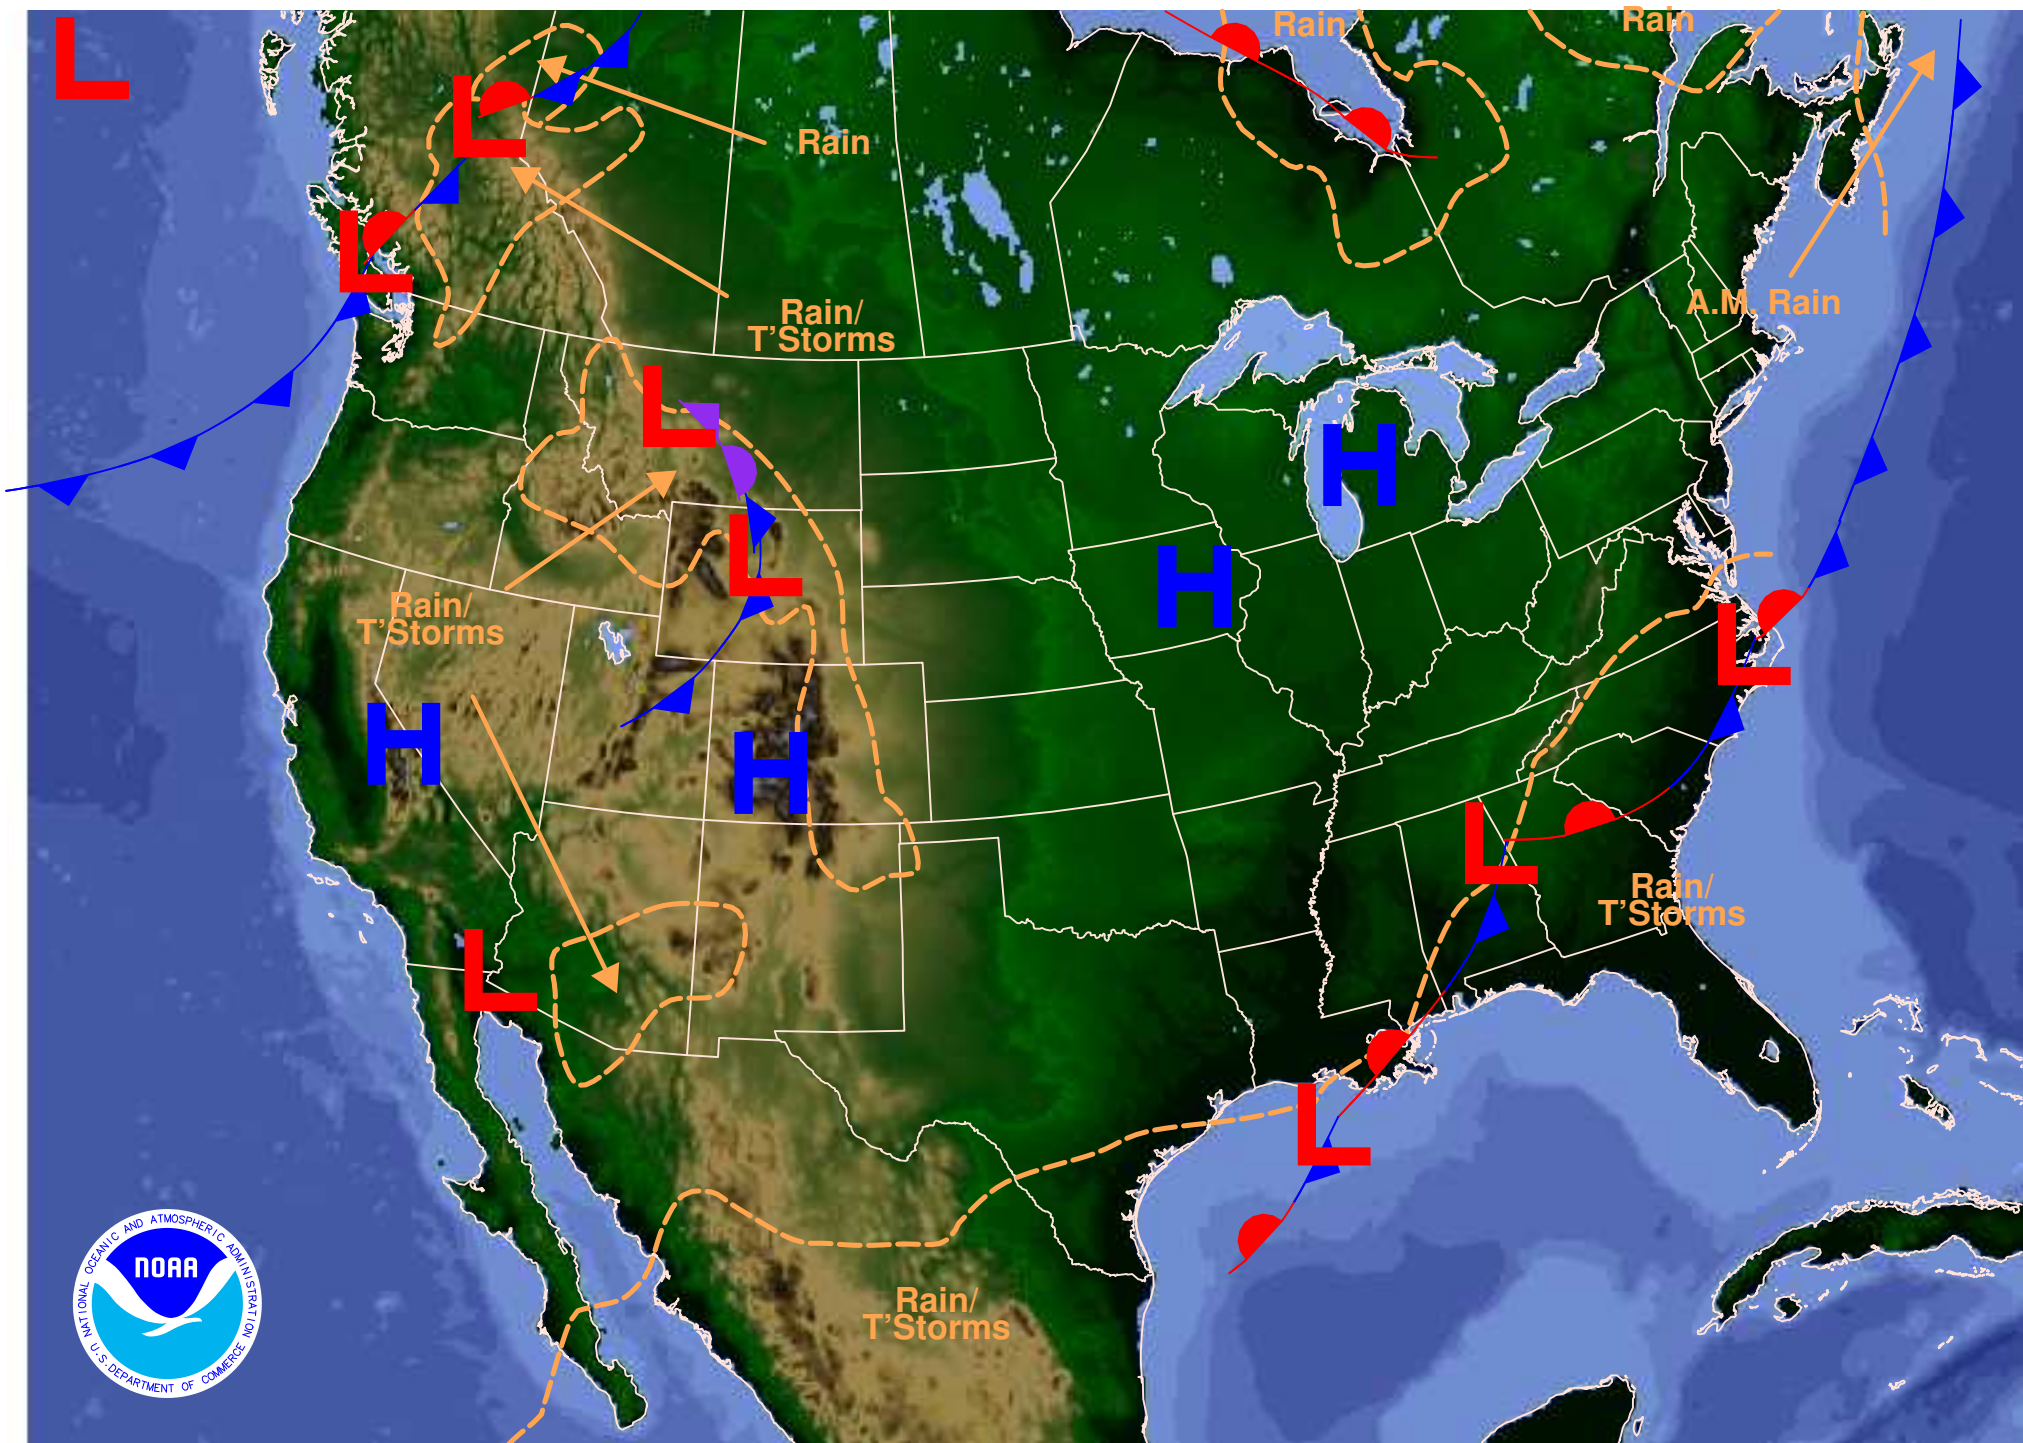 Rain
Rain
L
L
Rain
L
A.M. Rain
Rain/
T'Storms
L
H
L
H
Rain/
T'Storms
L
H
H
L
Rain/
T'Storms
L
L
Rain/
T'Storms
NOAA
NATIONAL OCEANIC AND ATMOSPHERIC ADMINISTRATION
U.S. DEPARTMENT OF COMMERCE